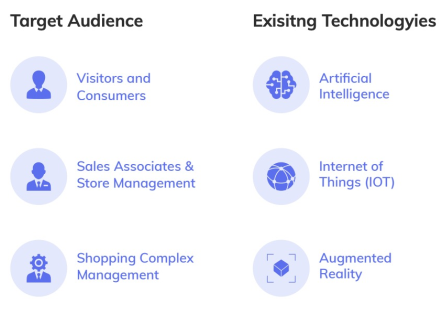 Target Audience
Visitors and
Consumers
Sales Associates &
Store Management
Shopping Complex
Management
Exisitng Technologyies
Artificial
Intelligence
Internet of
Things (IOT)
Augmented
Reality